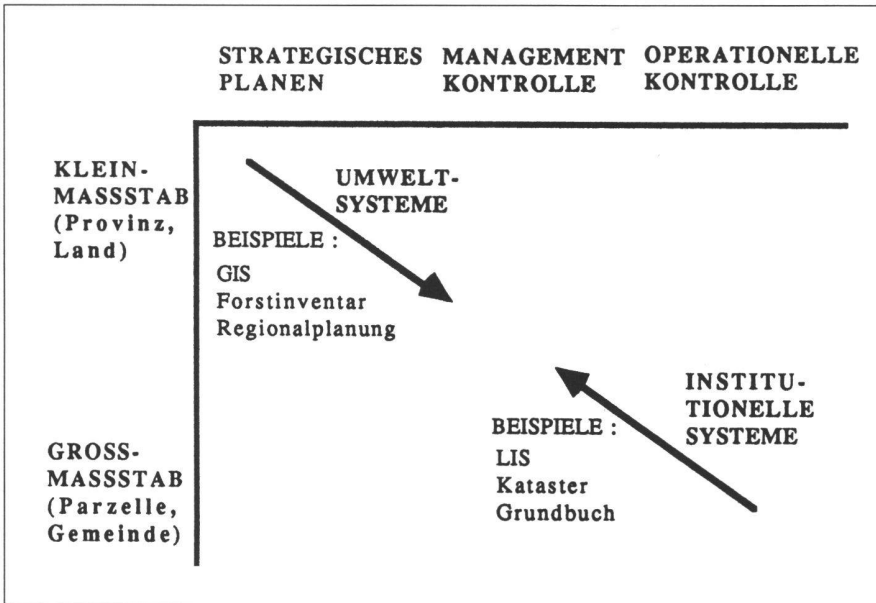 STRATEGISCHES
PLANEN
MANAGEMENT
KONTROLLE
OPERATIONELLE
KONTROLLE
KLEIN-
MASSSTAB
(Provinz,
Land)
UMWELT-
SYSTEME
BEISPIELE :
GIS
Forstinventar
Regionalplanung
GROSS-
MASSSTAB
(Parzelle,
Gemeinde)
BEISPIELE :
LIS
Kataster
Grundbuch
INSTITU-
TIONELLE
SYSTEME